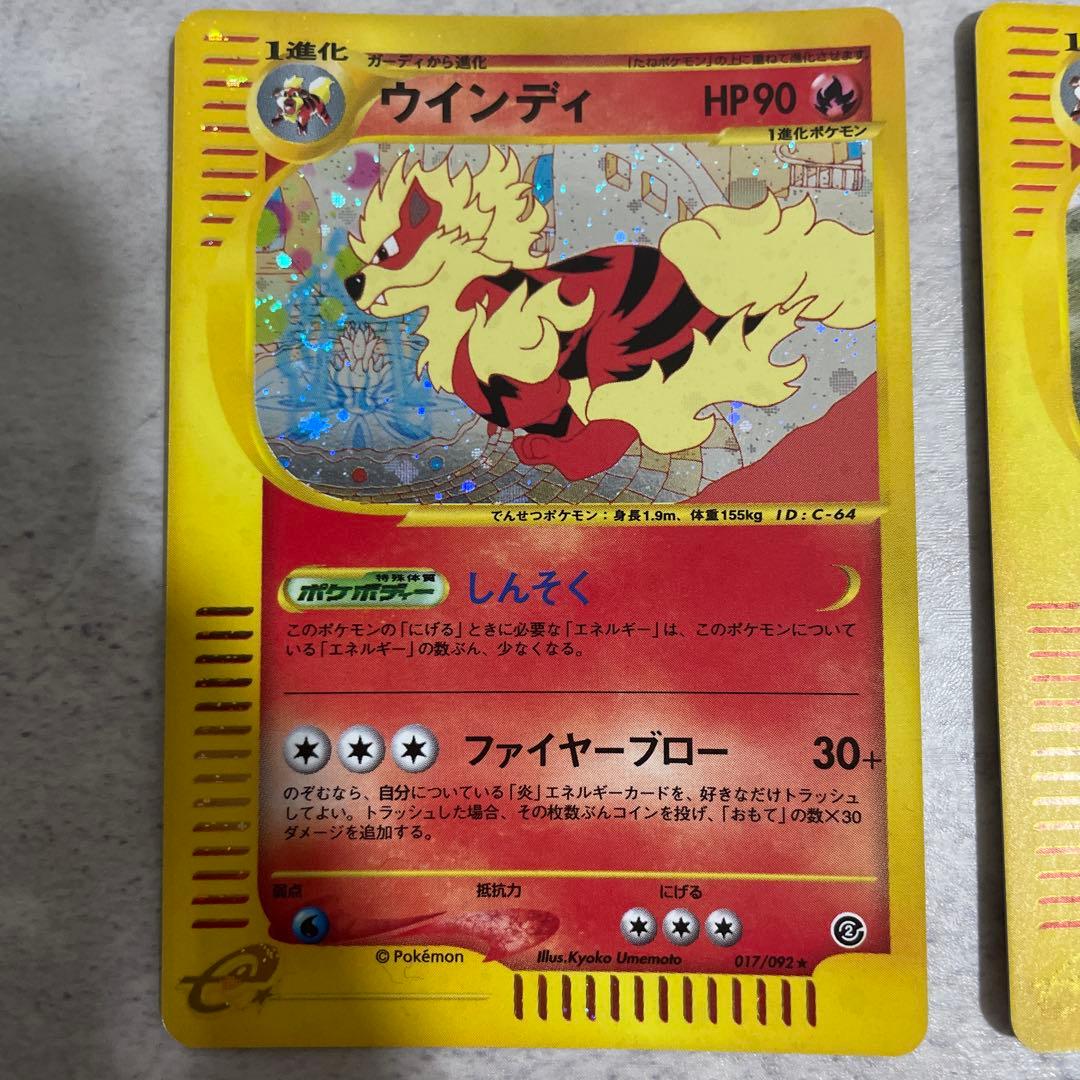 1進化
ガーディから進化
「たねポケモン」の上に重ねて進化させます。
ウインディ
HP 90
1進化ポケモン
でんせつポケモン：身長1.9m、体重155kg ID：C-64
特殊体質
ポケボディー
しんそく
このポケモンの「にげる」ときに必要な「エネルギー」は、このポケモンについて
いる「エネルギー」の数ぶん、少なくなる。
ファイヤーブロー
30+
のぞむなら、自分についている「炎」エネルギーカードを、好きなだけトラッシュ
してよい。トラッシュした場合、その枚数ぶんコインを投げ、「おもて」の数×30
ダメージを追加する。
弱点
抵抗力
にげる
2
© Pokémon
Illus. Kyoko Umemoto
017/092★
e
1